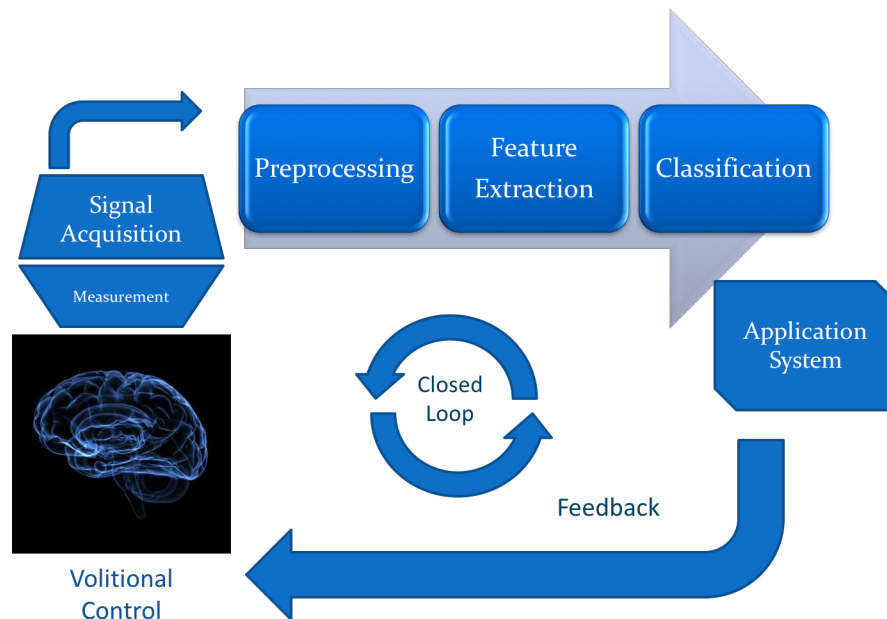 Preprocessing
Feature
Extraction
Classification
Signal
Acquisition
Measurement
Application
System
Closed
Loop
Feedback
Volitional
Control